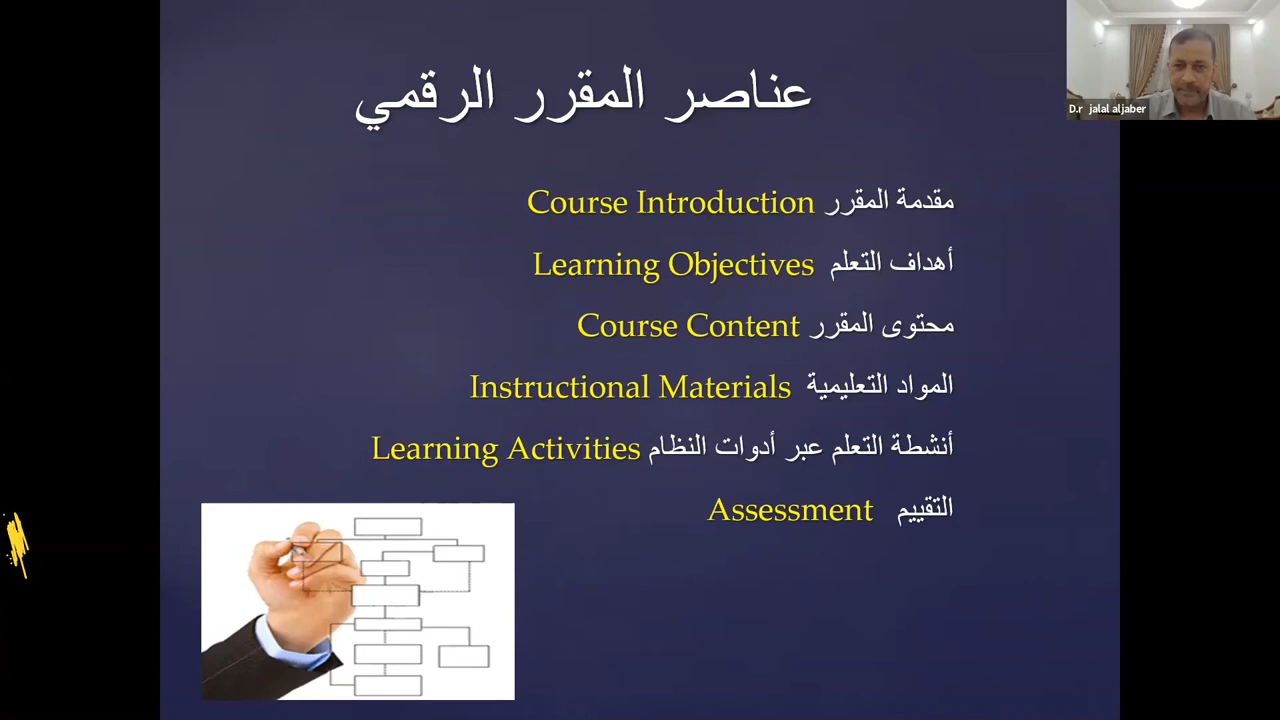 عناصر المقرر الرقمي
D.r jalal aljaber
مقدمة المقرر Course Introduction
أهداف التعلم Learning Objectives
محتوى المقرر Course Content
المواد التعليمية Instructional Materials
أنشطة التعلم عبر أدوات النظام Learning Activities
التقييم Assessment